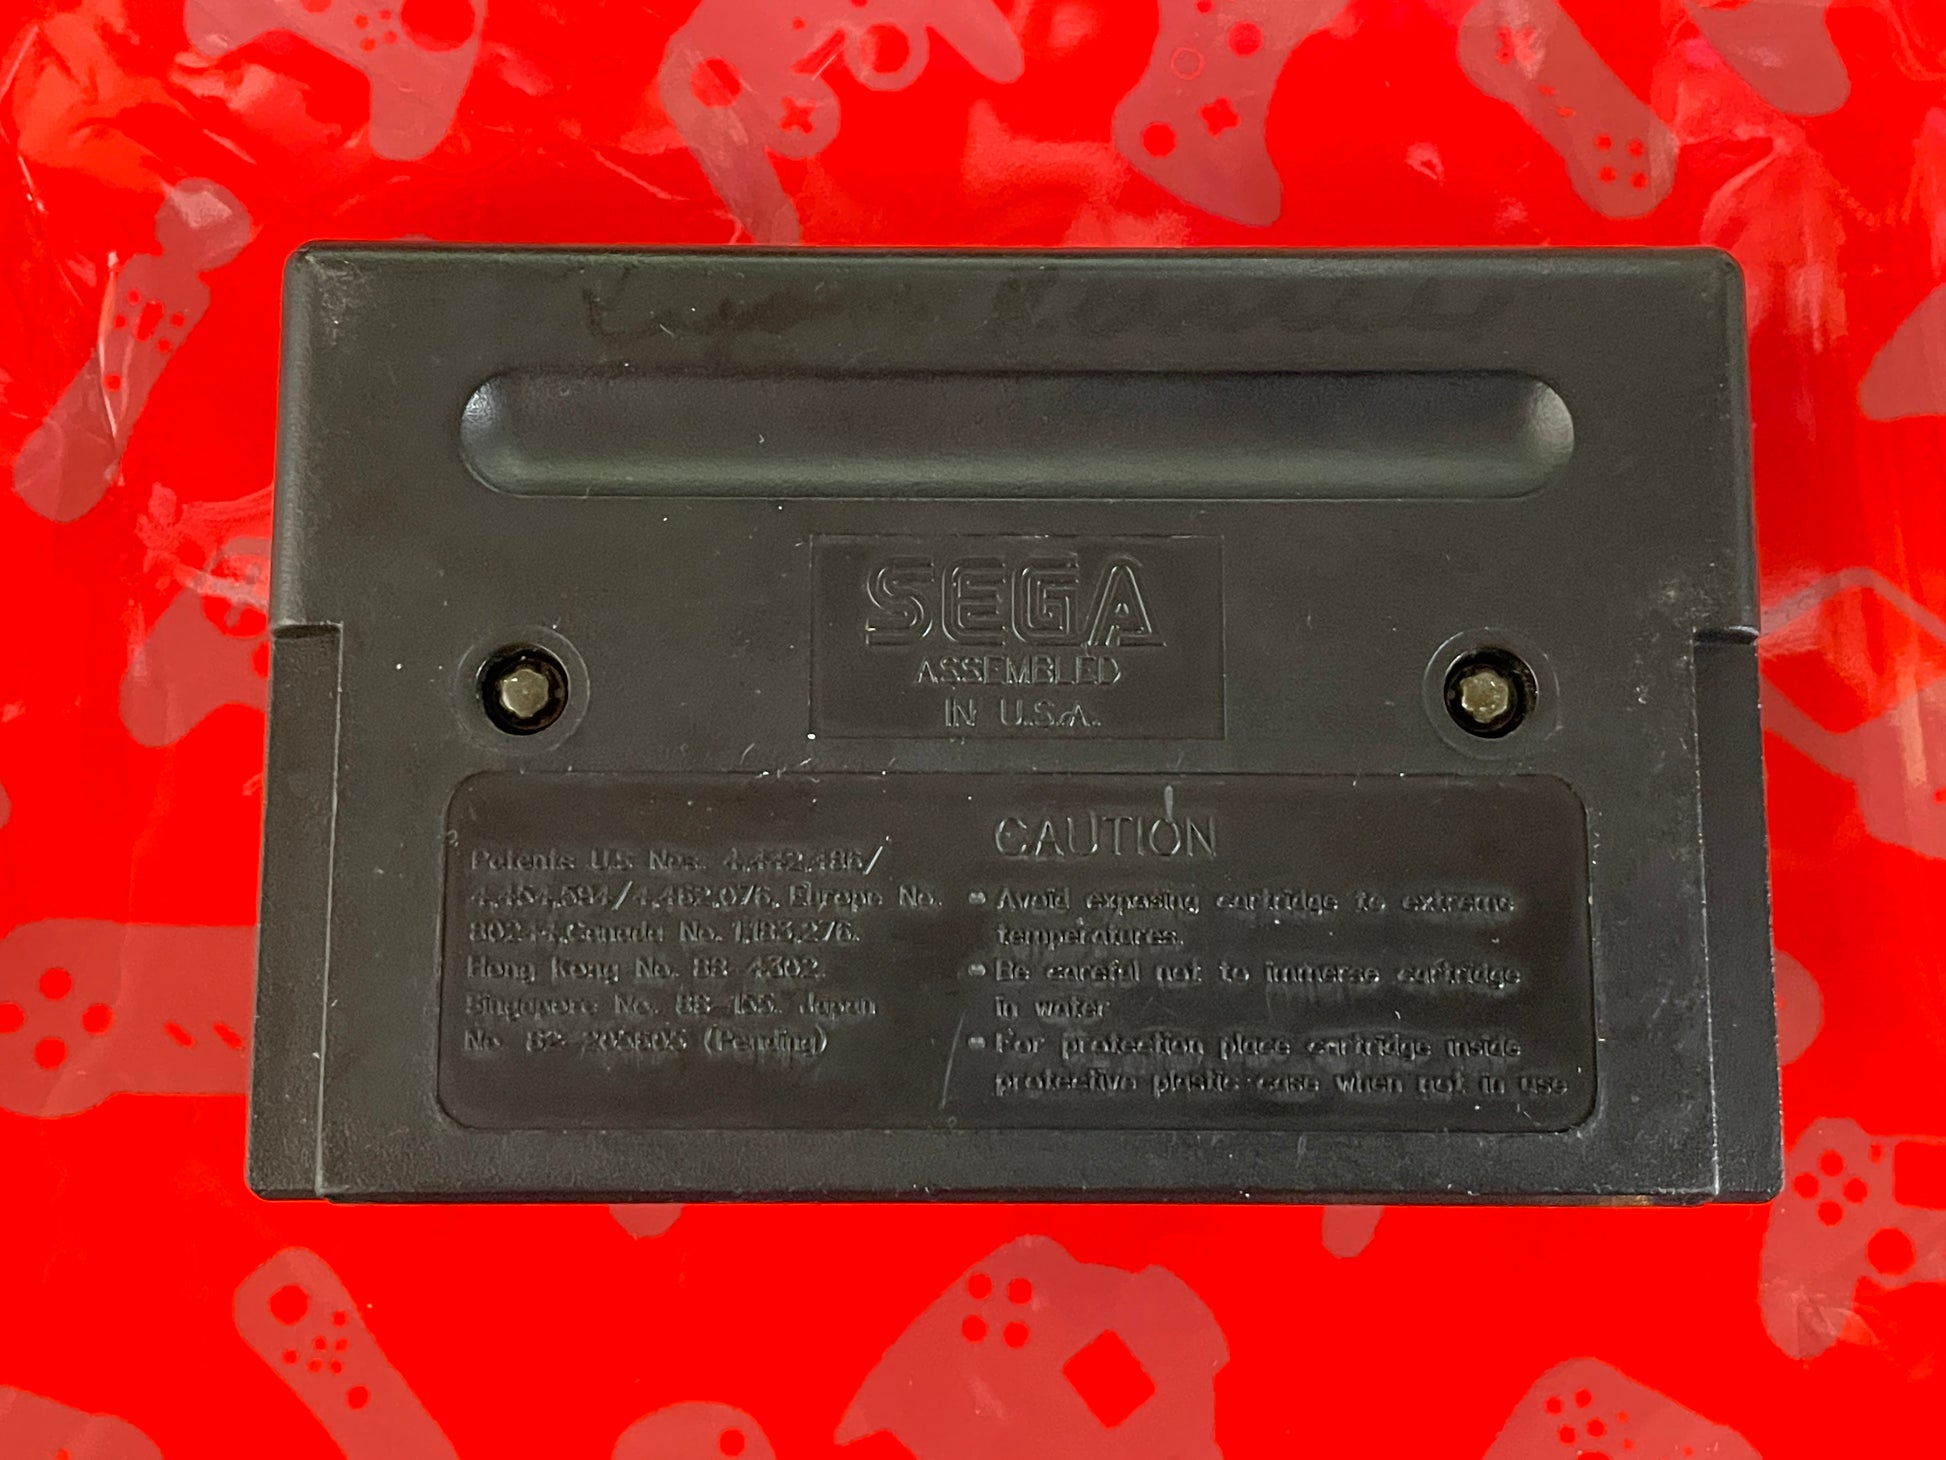 SEGA
ASSEMBLED
IN U.S.A.
Patents U.S Nos. 4,442,486/
4,454,594/4,462,076, Europe No.
80244,Canada No. 1,183,276.
Hong Kong No. 88-4302.
Singapore No. 88-155. Japan
No. 82-205605 (Pending)
CAUTION
• Avoid exposing cartridge to extreme
temperatures.
• Be careful not to immerse cartridge
in water
• For protection place cartridge inside
protective plastic case when not in use